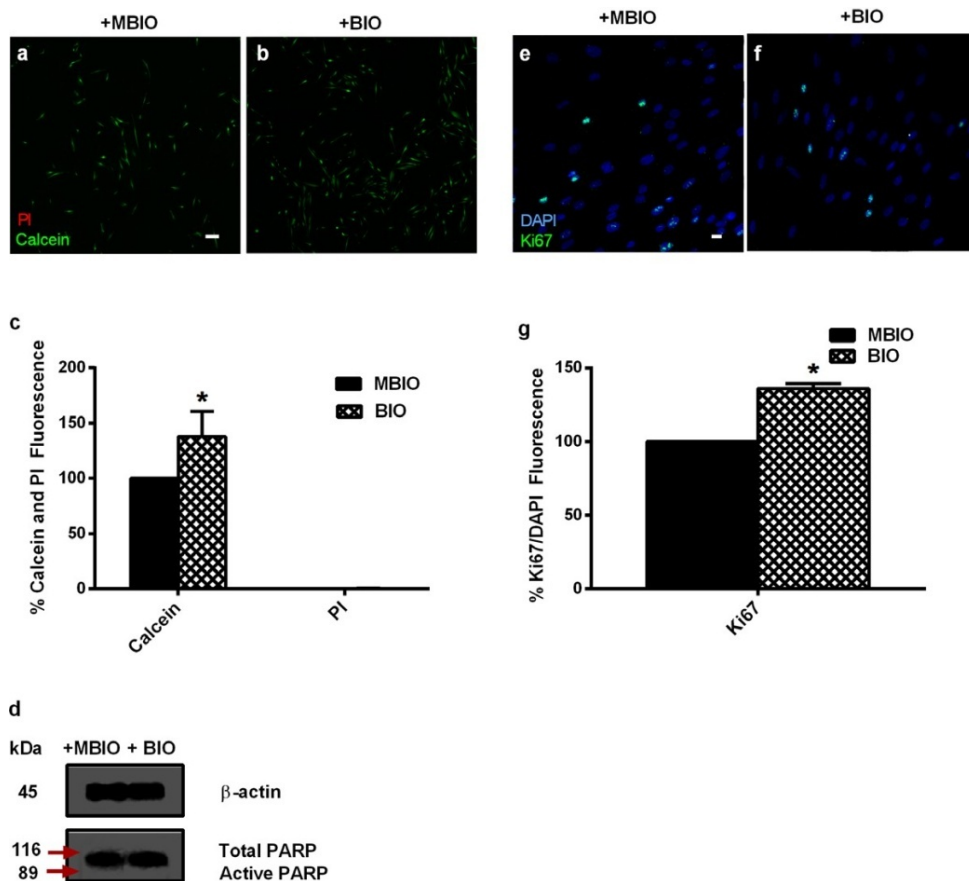 +MBIO +BIO
a b
PI
Calcein
+MBIO +BIO
e f
DAPI
Ki67
c
% Calcein and PI Fluorescence
200
150
100
50
0
MBIO
BIO
*
Calcein PI
g
% Ki67/DAPI Fluorescence
150
100
50
0
MBIO
BIO
*
Ki67
d
kDa +MBIO + BIO
45 β-actin
116 Total PARP
89 Active PARP